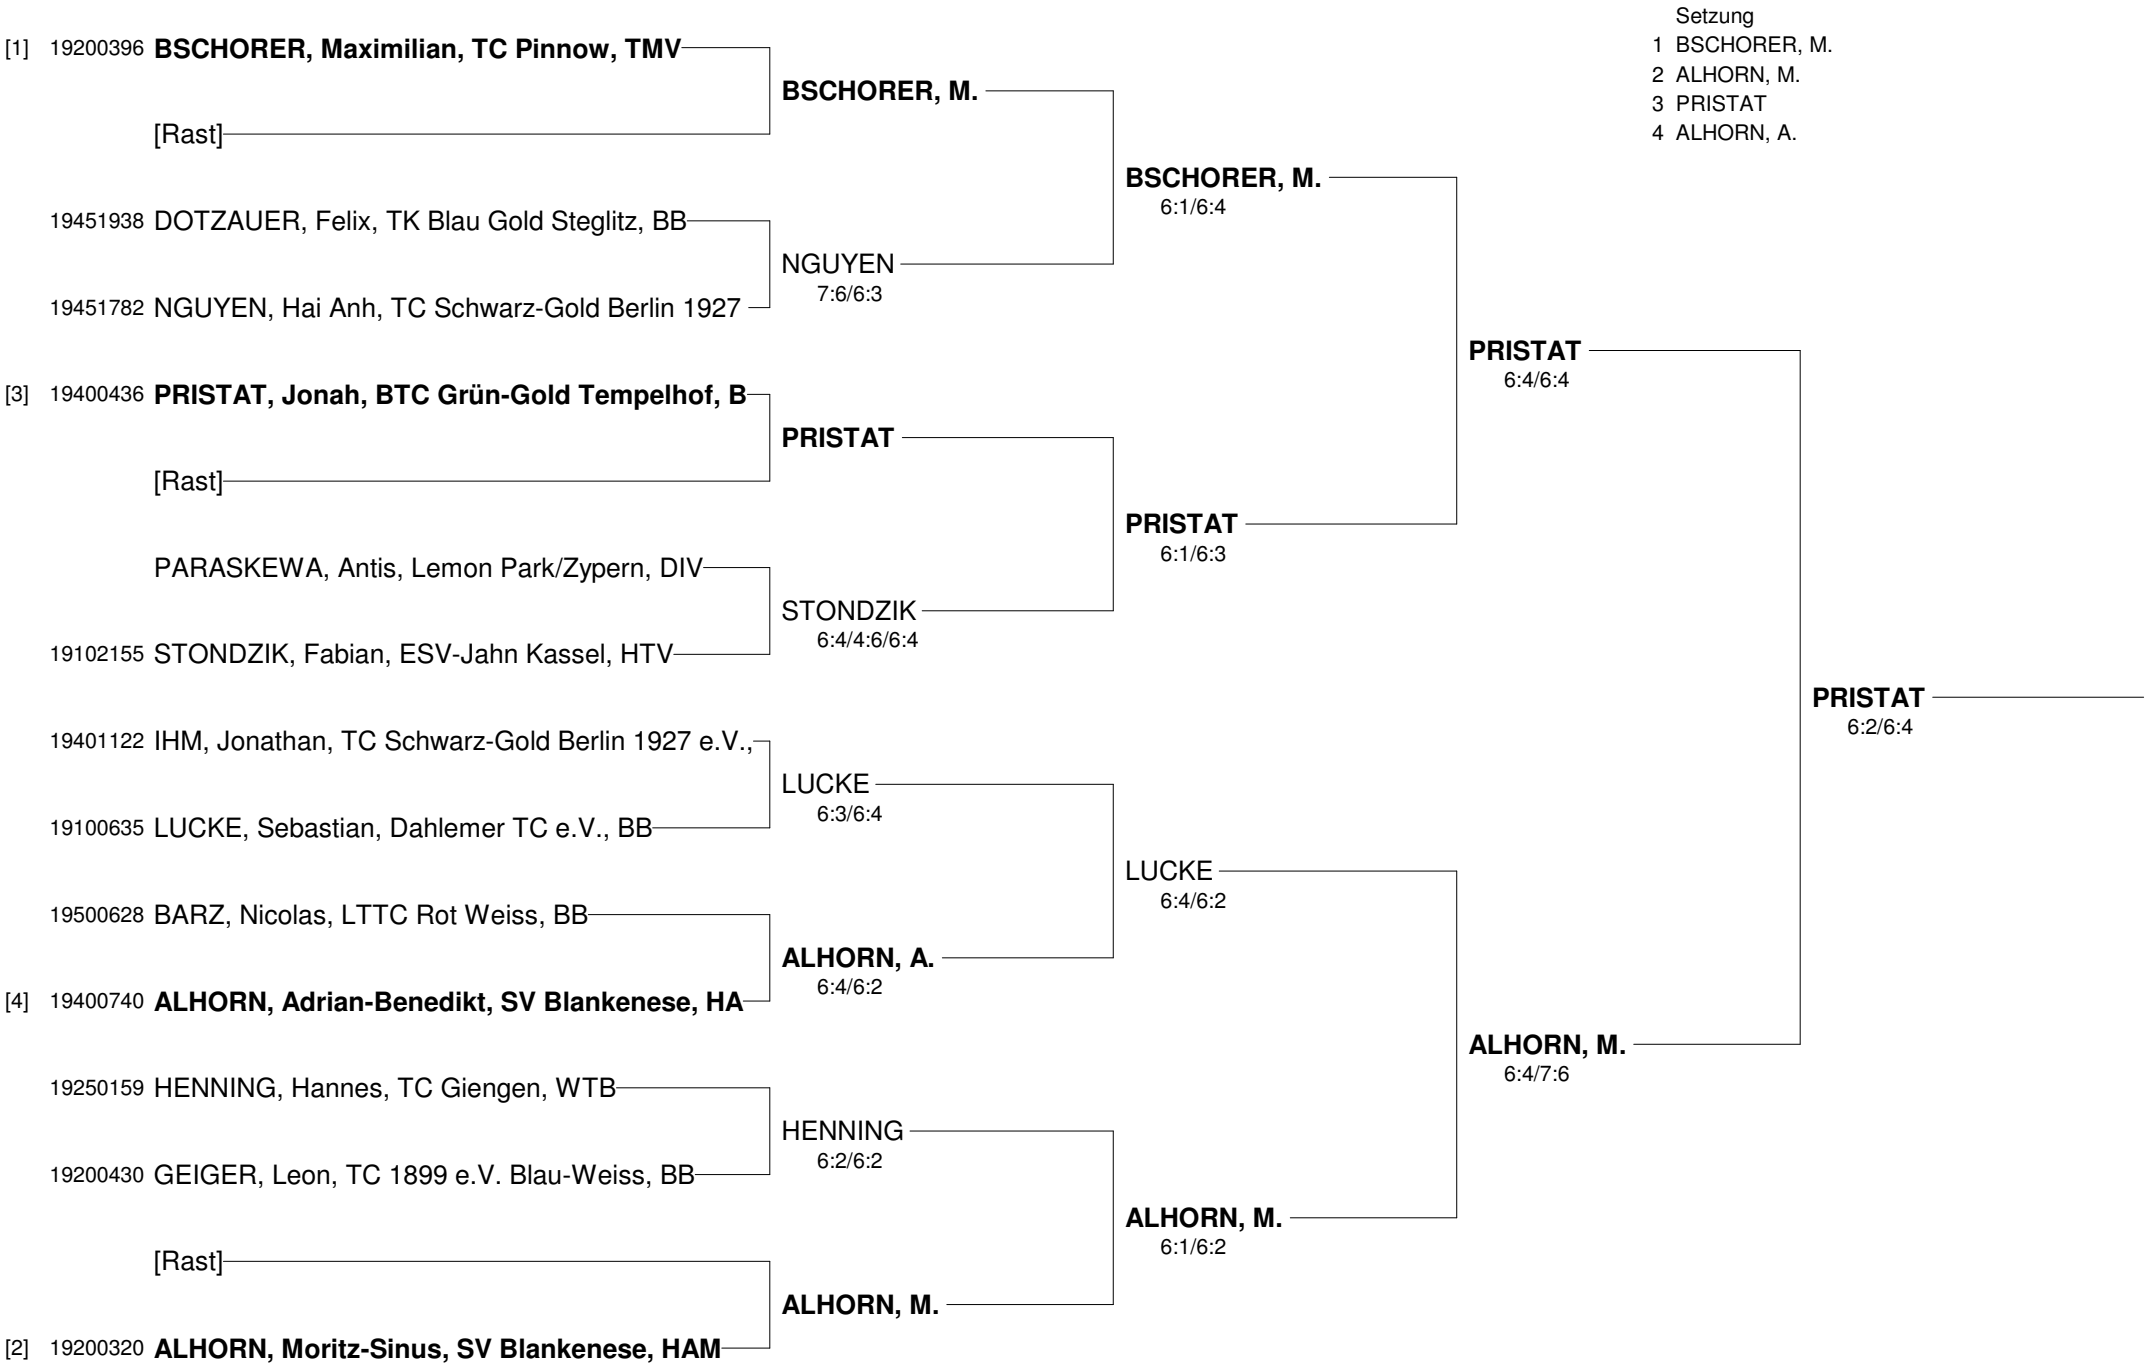 Setzung
1 BSCHORER, M.
2 ALHORN, M.
3 PRISTAT
4 ALHORN, A.
[1] 19200396 BSCHORER, Maximilian, TC Pinnow, TMV
BSCHORER, M.
[Rast]
BSCHORER, M.
6:1/6:4
19451938 DOTZAUER, Felix, TK Blau Gold Steglitz, BB
NGUYEN
7:6/6:3
19451782 NGUYEN, Hai Anh, TC Schwarz-Gold Berlin 1927
PRISTAT
6:4/6:4
[3] 19400436 PRISTAT, Jonah, BTC Grün-Gold Tempelhof, B
PRISTAT
[Rast]
PRISTAT
6:1/6:3
PARASKEWA, Antis, Lemon Park/Zypern, DIV
STONDZIK
6:4/4:6/6:4
19102155 STONDZIK, Fabian, ESV-Jahn Kassel, HTV
PRISTAT
6:2/6:4
19401122 IHM, Jonathan, TC Schwarz-Gold Berlin 1927 e.V.,
LUCKE
6:3/6:4
19100635 LUCKE, Sebastian, Dahlemer TC e.V., BB
LUCKE
6:4/6:2
19500628 BARZ, Nicolas, LTTC Rot Weiss, BB
ALHORN, A.
6:4/6:2
[4] 19400740 ALHORN, Adrian-Benedikt, SV Blankenese, HA
ALHORN, M.
6:4/7:6
19250159 HENNING, Hannes, TC Giengen, WTB
HENNING
6:2/6:2
19200430 GEIGER, Leon, TC 1899 e.V. Blau-Weiss, BB
ALHORN, M.
6:1/6:2
[Rast]
ALHORN, M.
[2] 19200320 ALHORN, Moritz-Sinus, SV Blankenese, HAM